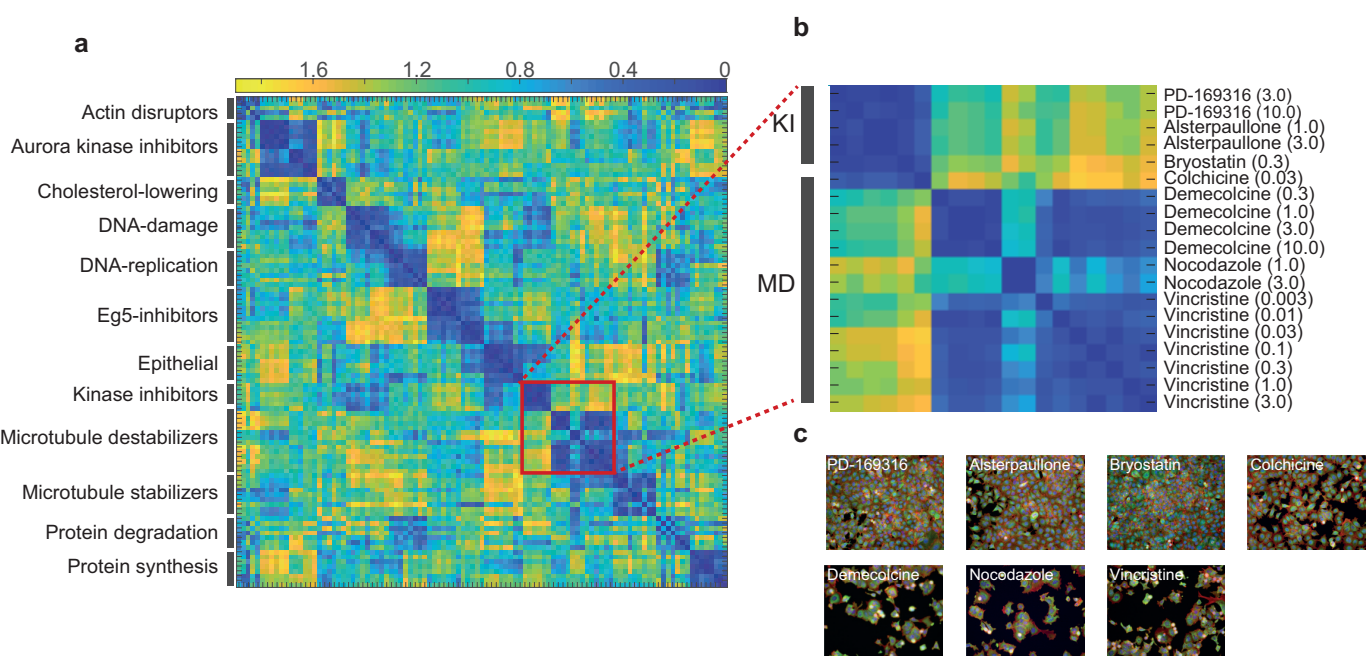 a
1.6 1.2 0.8 0.4 0
Actin disruptors
Aurora kinase inhibitors
Cholesterol-lowering
DNA-damage
DNA-replication
Eg5-inhibitors
Epithelial
Kinase inhibitors
Microtubule destabilizers
Microtubule stabilizers
Protein degradation
Protein synthesis
b
KI
MD
PD-169316 (3.0)
PD-169316 (10.0)
Alsterpaullone (1.0)
Alsterpaullone (3.0)
Bryostatin (0.3)
Colchicine (0.03)
Demecolcine (0.3)
Demecolcine (1.0)
Demecolcine (3.0)
Demecolcine (10.0)
Nocodazole (1.0)
Nocodazole (3.0)
Vincristine (0.003)
Vincristine (0.01)
Vincristine (0.03)
Vincristine (0.1)
Vincristine (0.3)
Vincristine (1.0)
Vincristine (3.0)
c
PD-169316 Alsterpaullone Bryostatin Colchicine
Demecolcine Nocodazole Vincristine